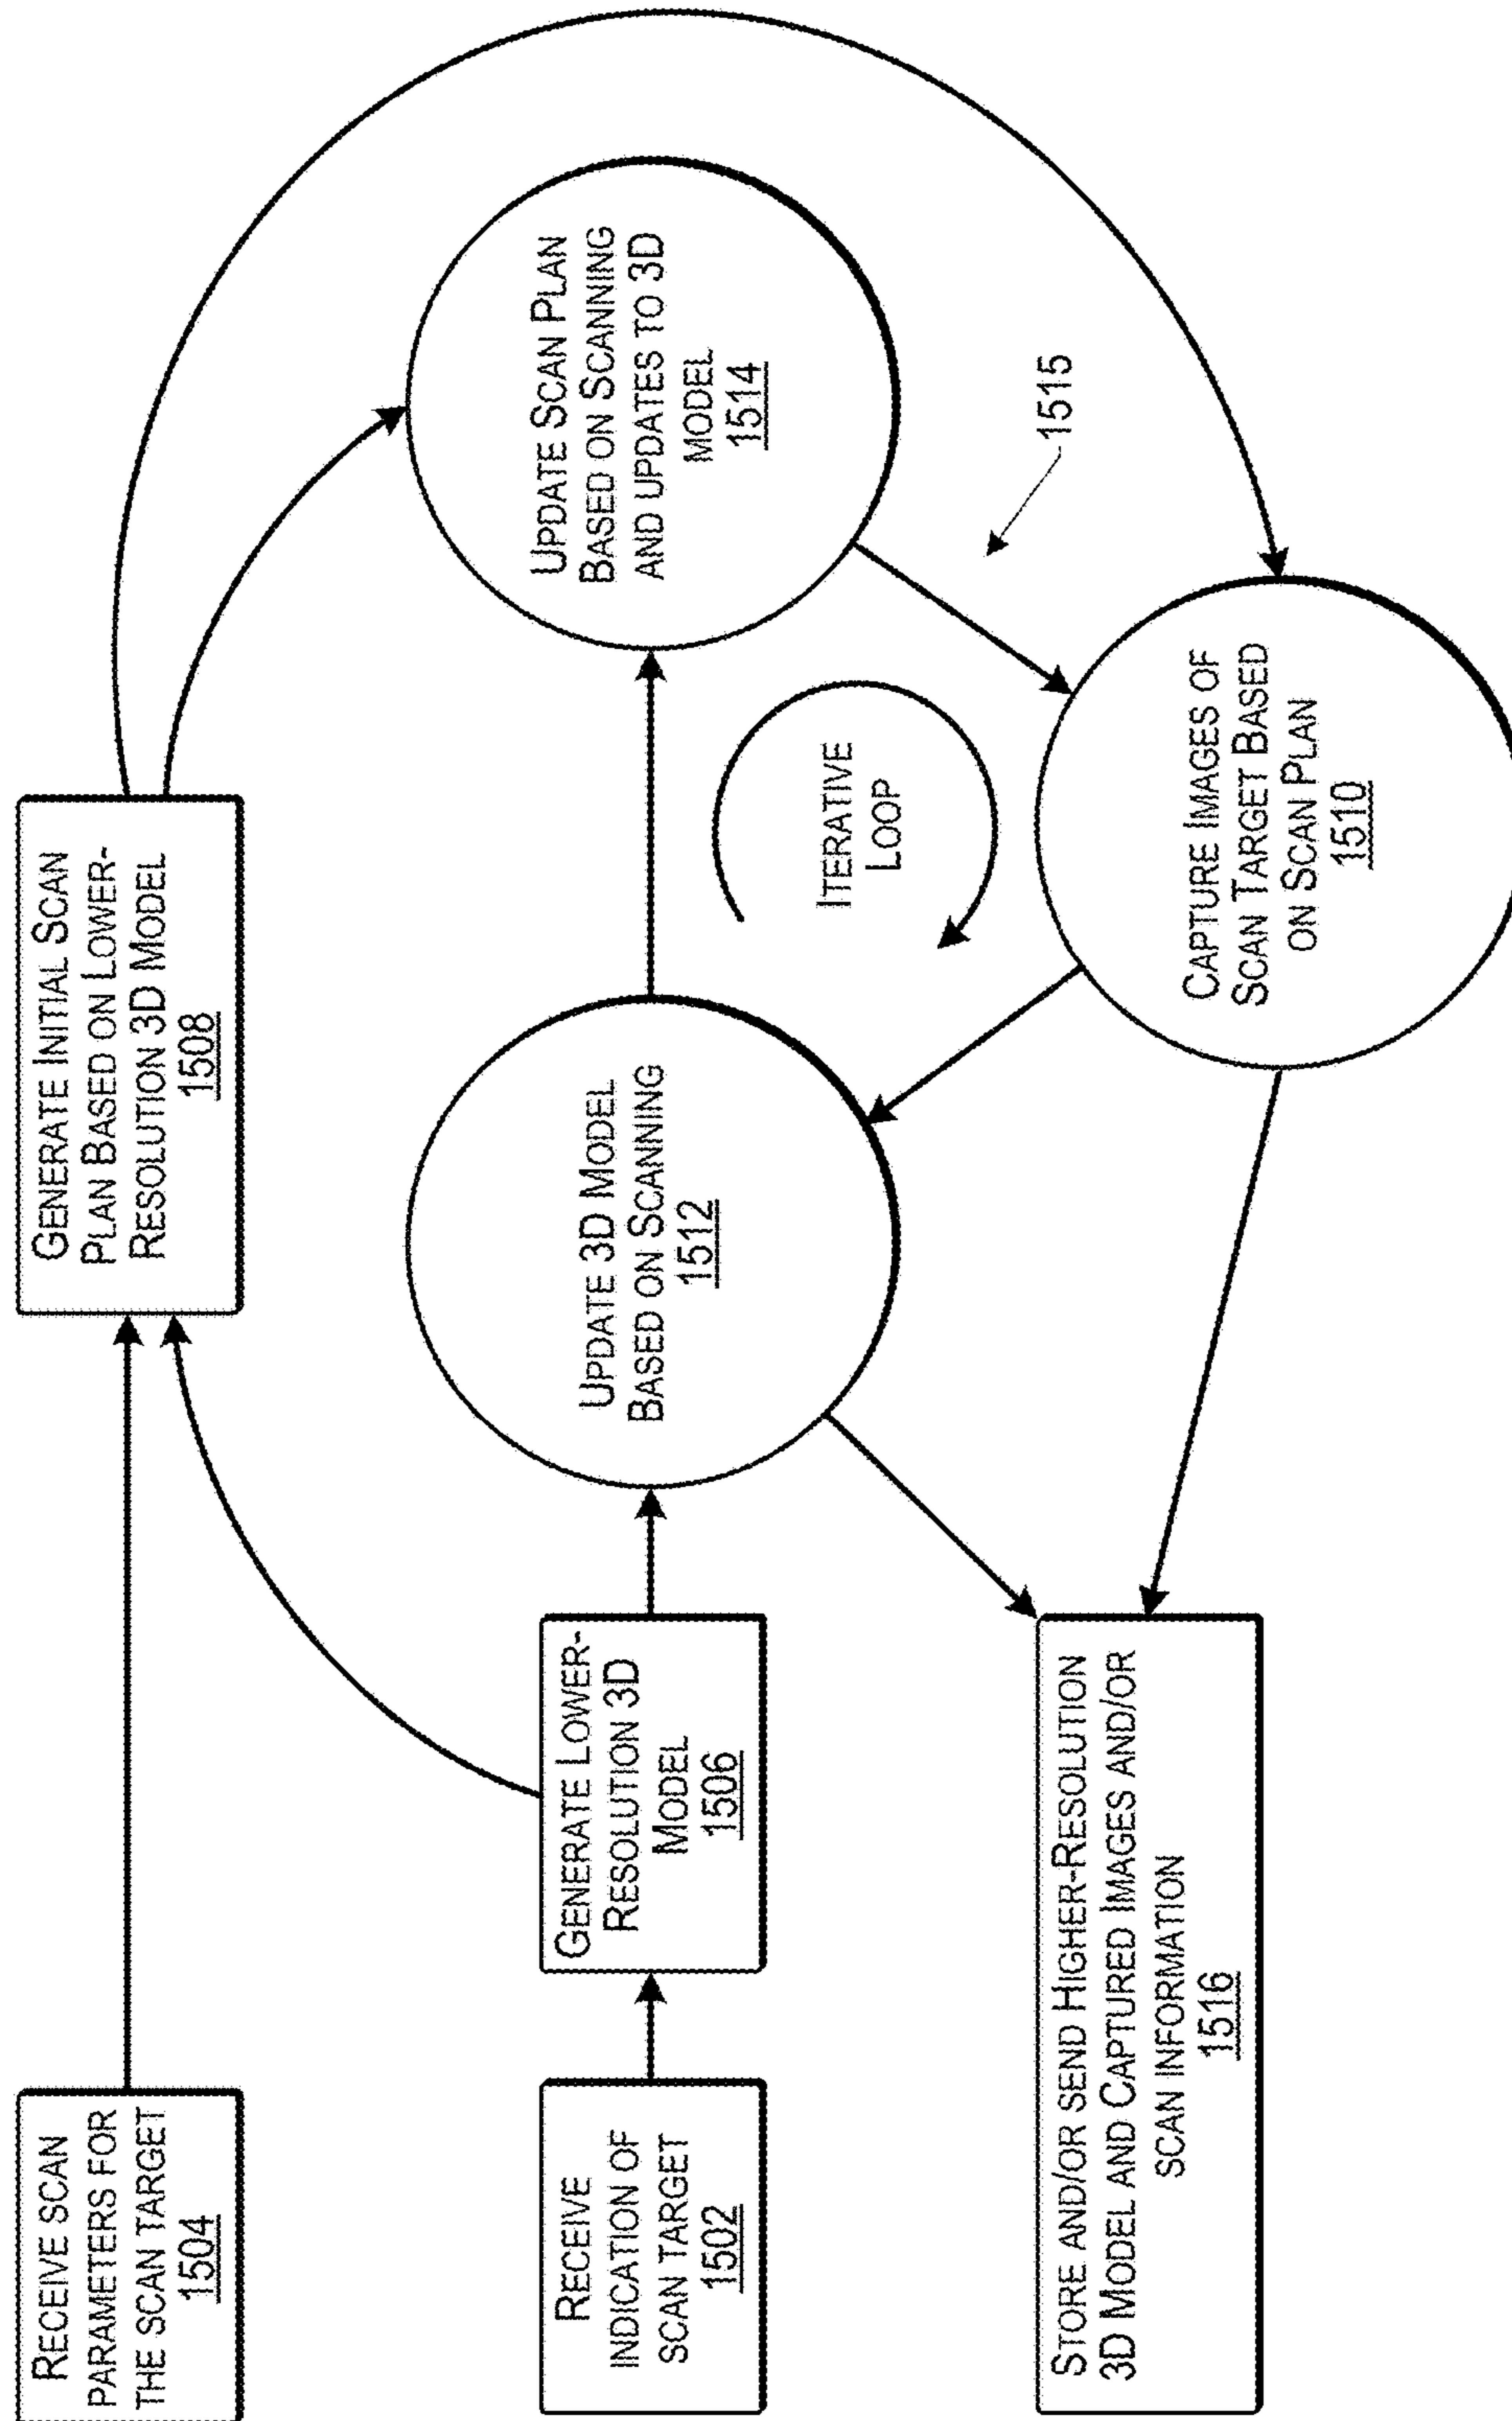 RECEIVE SCAN
PARAMETERS FOR
THE SCAN TARGET
1504
GENERATE INITIAL SCAN
PLAN BASED ON LOWER-
RESOLUTION 3D MODEL
1508
RECEIVE
INDICATION OF
SCAN TARGET
1502
GENERATE LOWER-
RESOLUTION 3D
MODEL
1506
UPDATE 3D MODEL
BASED ON SCANNING
1512
UPDATE SCAN PLAN
BASED ON SCANNING
AND UPDATES TO 3D
MODEL
1514
ITERATIVE
LOOP
1515
STORE AND/OR SEND HIGHER-RESOLUTION
3D MODEL AND CAPTURED IMAGES AND/OR
SCAN INFORMATION
1516
CAPTURE IMAGES OF
SCAN TARGET BASED
ON SCAN PLAN
1510